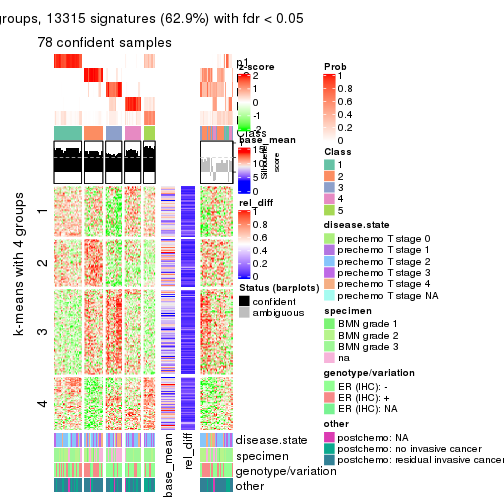 groups, 13315 signatures (62.9%) with fdr < 0.05
78 confident samples
p1
Class
Silhouette
score
z-score
2
1
0
-1
-2
base_mean
15
10
5
0
rel_diff
1
0.8
0.6
0.4
0.2
0
Status (barplots)
confident
ambiguous
Prob
1
0.8
0.6
0.4
0.2
0
Class
1
2
3
4
5
disease.state
prechemo T stage 0
prechemo T stage 1
prechemo T stage 2
prechemo T stage 3
prechemo T stage 4
prechemo T stage NA
specimen
BMN grade 1
BMN grade 2
BMN grade 3
na
genotype/variation
ER (IHC): -
ER (IHC): +
ER (IHC): NA
other
postchemo: NA
postchemo: no invasive cancer
postchemo: residual invasive cancer
k-means with 4 groups
1
2
3
4
base_mean
rel_diff
disease.state
specimen
genotype/variation
other